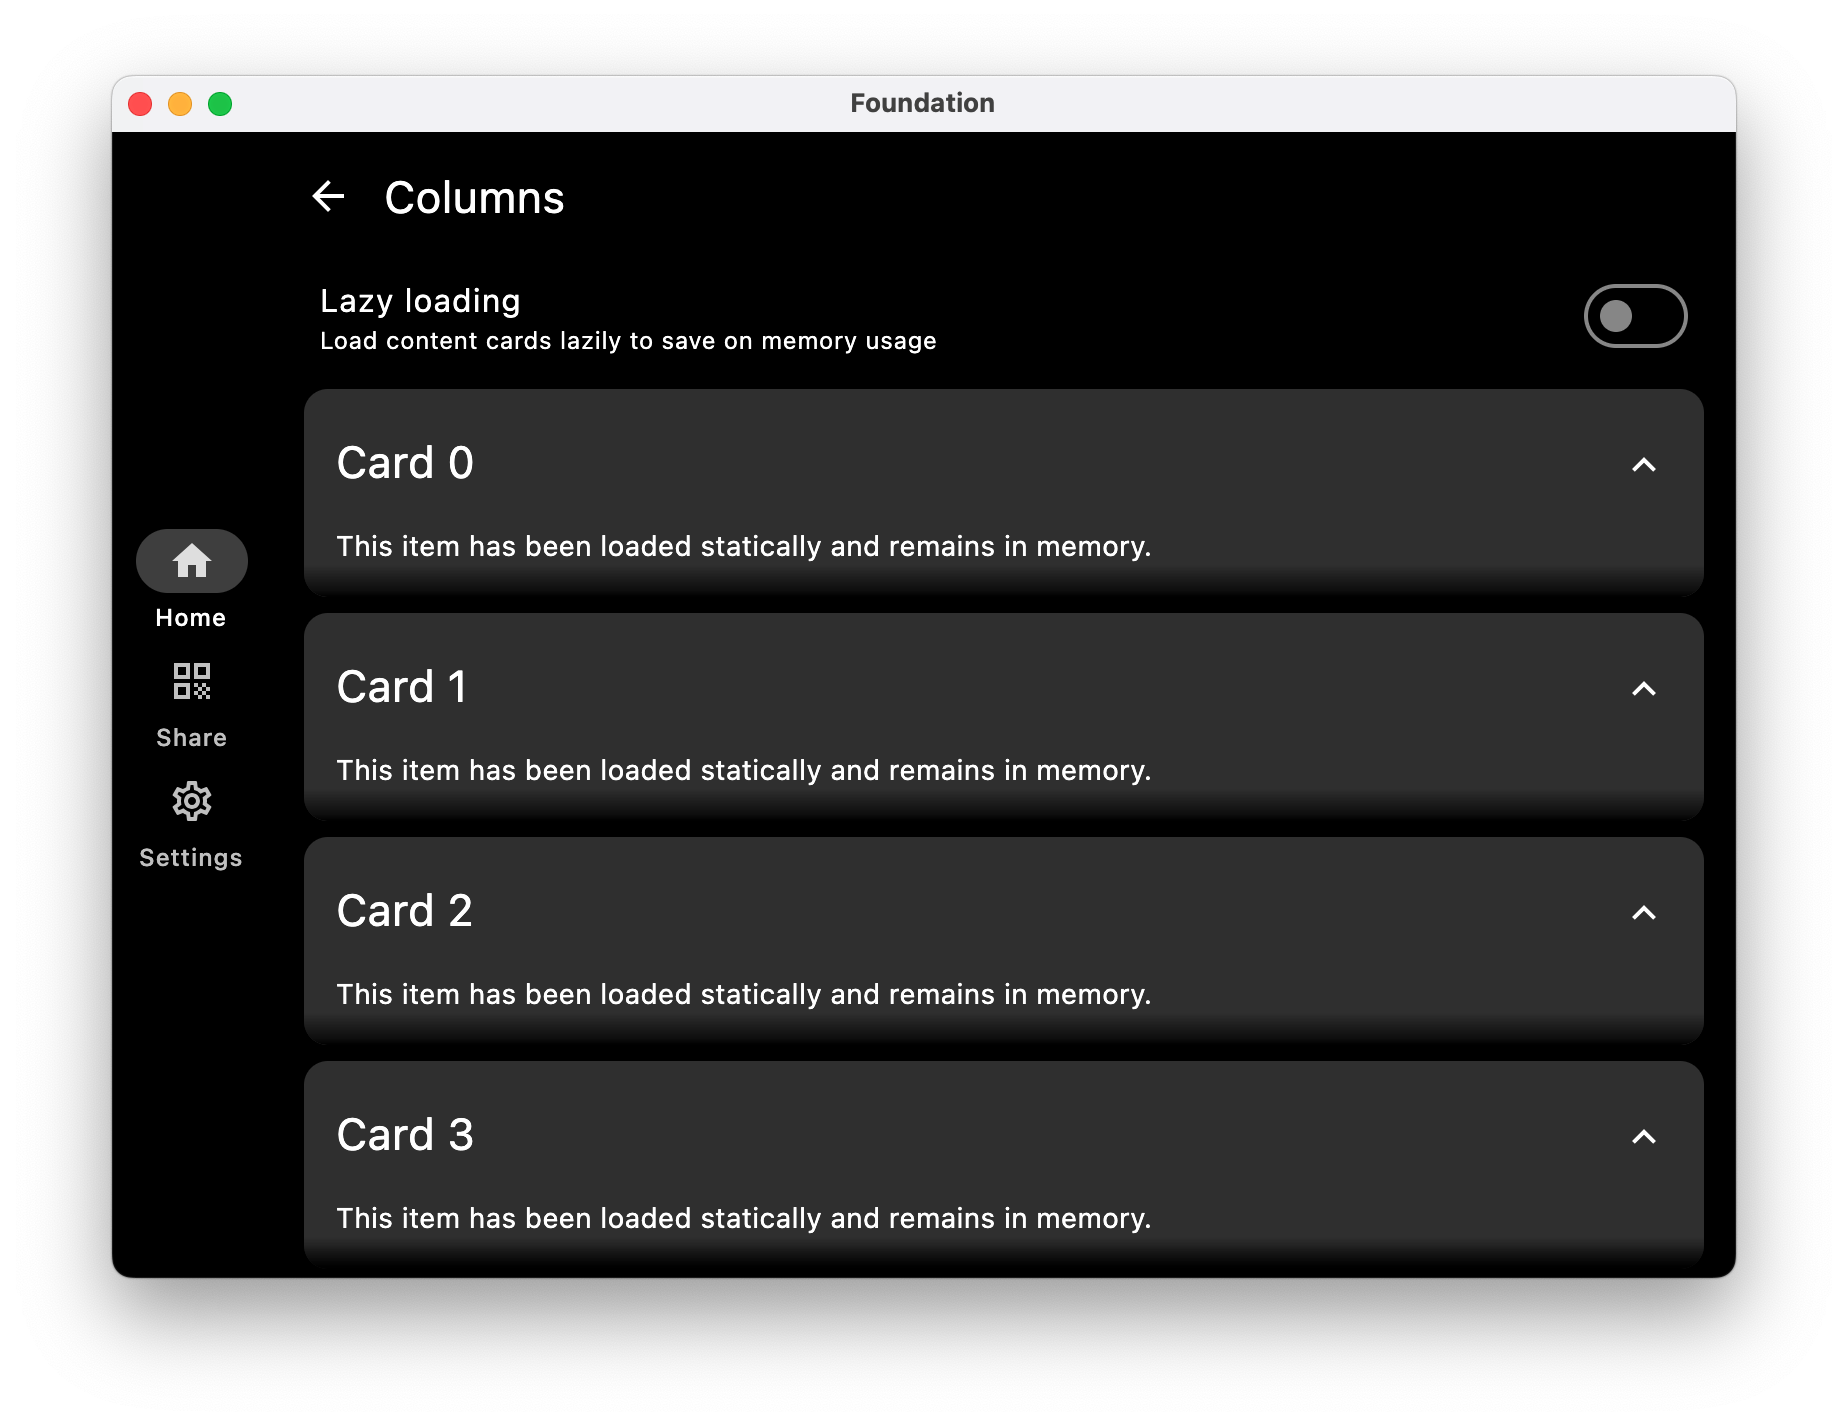 Foundation
Columns
Lazy loading
Load content cards lazily to save on memory usage
Card 0
This item has been loaded statically and remains in memory.
Card 1
This item has been loaded statically and remains in memory.
Card 2
This item has been loaded statically and remains in memory.
Card 3
This item has been loaded statically and remains in memory.
Home
Share
Settings